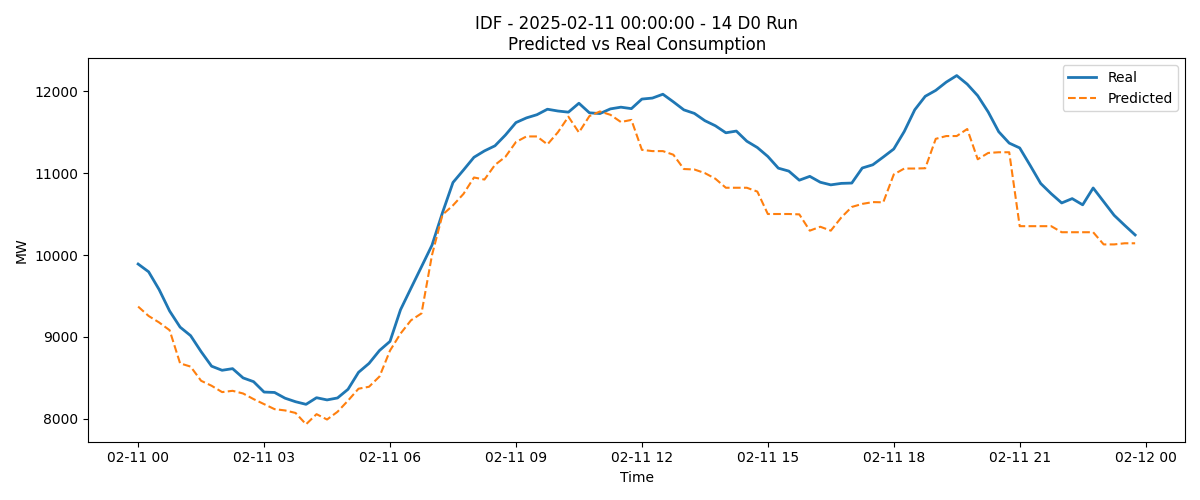 IDF - 2025-02-11 00:00:00 - 14 D0 Run
Predicted vs Real Consumption
Real
Predicted
MW
12000
11000
10000
9000
8000
02-11 00
02-11 03
02-11 06
02-11 09
02-11 12
02-11 15
02-11 18
02-11 21
02-12 00
Time